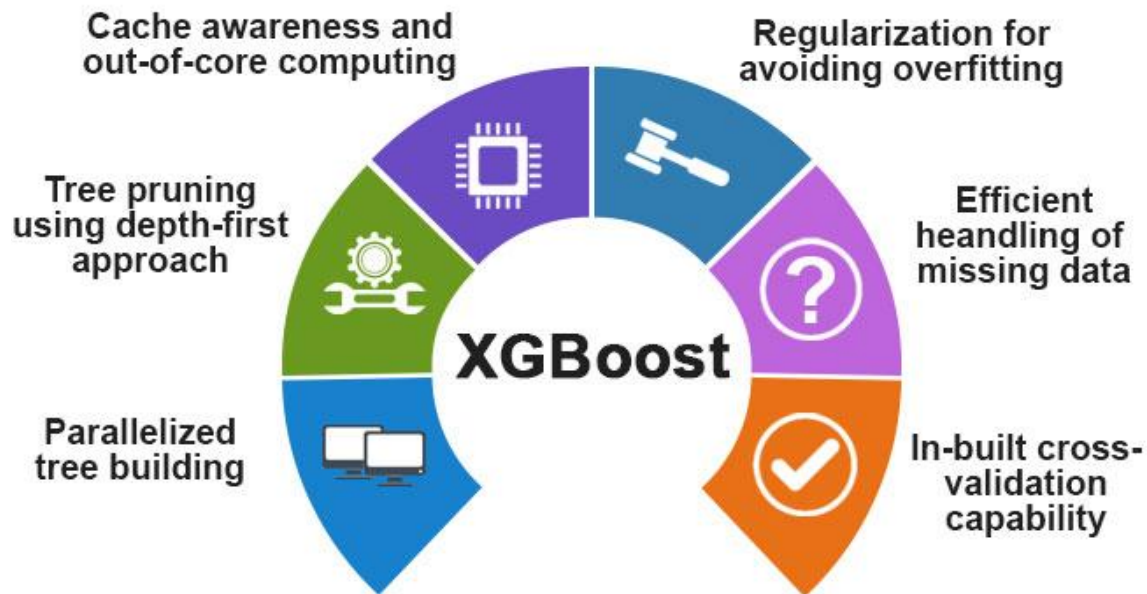 Cache awareness and
out-of-core computing
Regularization for
avoiding overfitting
Tree pruning
using depth-first
approach
Efficient
heandling of
missing data
XGBoost
Parallelized
tree building
In-built cross-
validation
capability